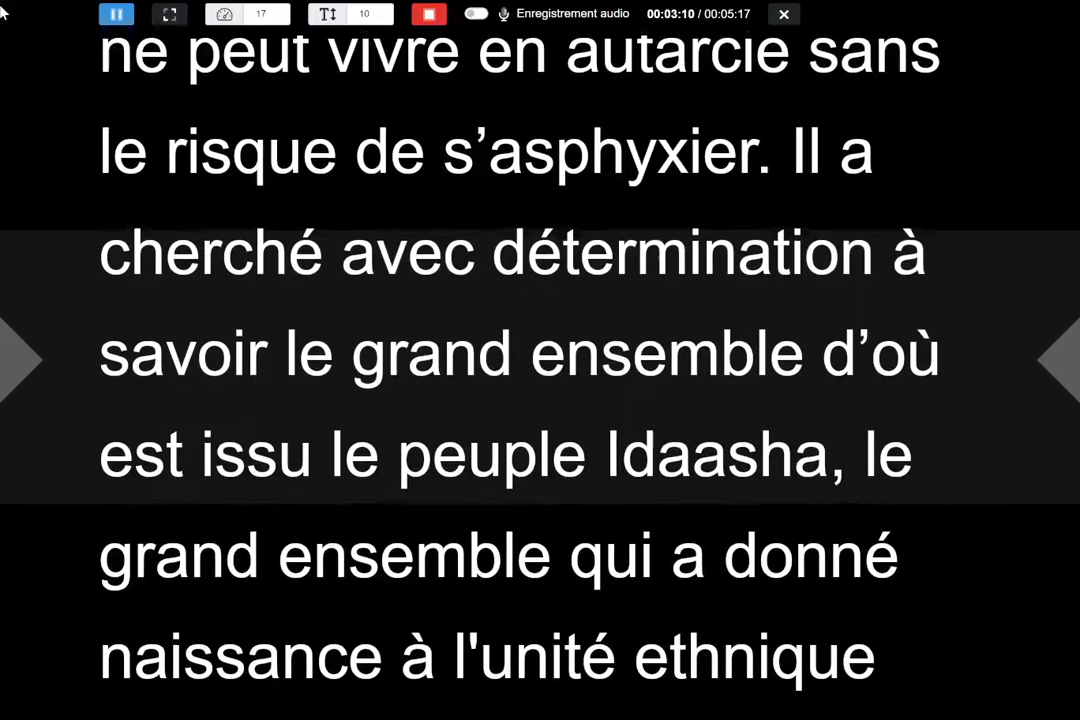 17 10 Enregistrement audio 00:03:10 / 00:05:17
ne peut vivre en autarcie sans
le risque de s’asphyxier. Il a
cherché avec détermination à
savoir le grand ensemble d’où
est issu le peuple Idaasha, le
grand ensemble qui a donné
naissance à l'unité ethnique